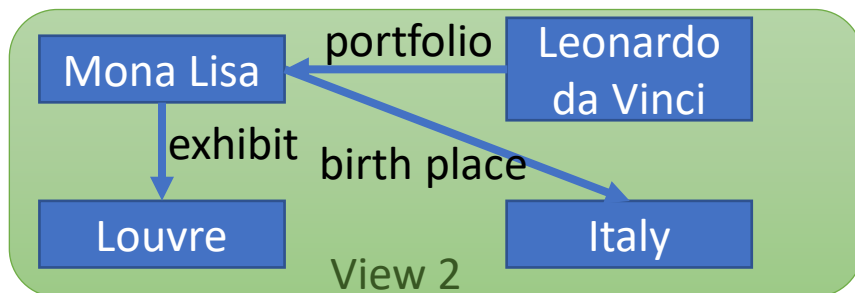 Mona Lisa
portfolio
Leonardo
da Vinci
exhibit
birth place
Louvre
Italy
View 2